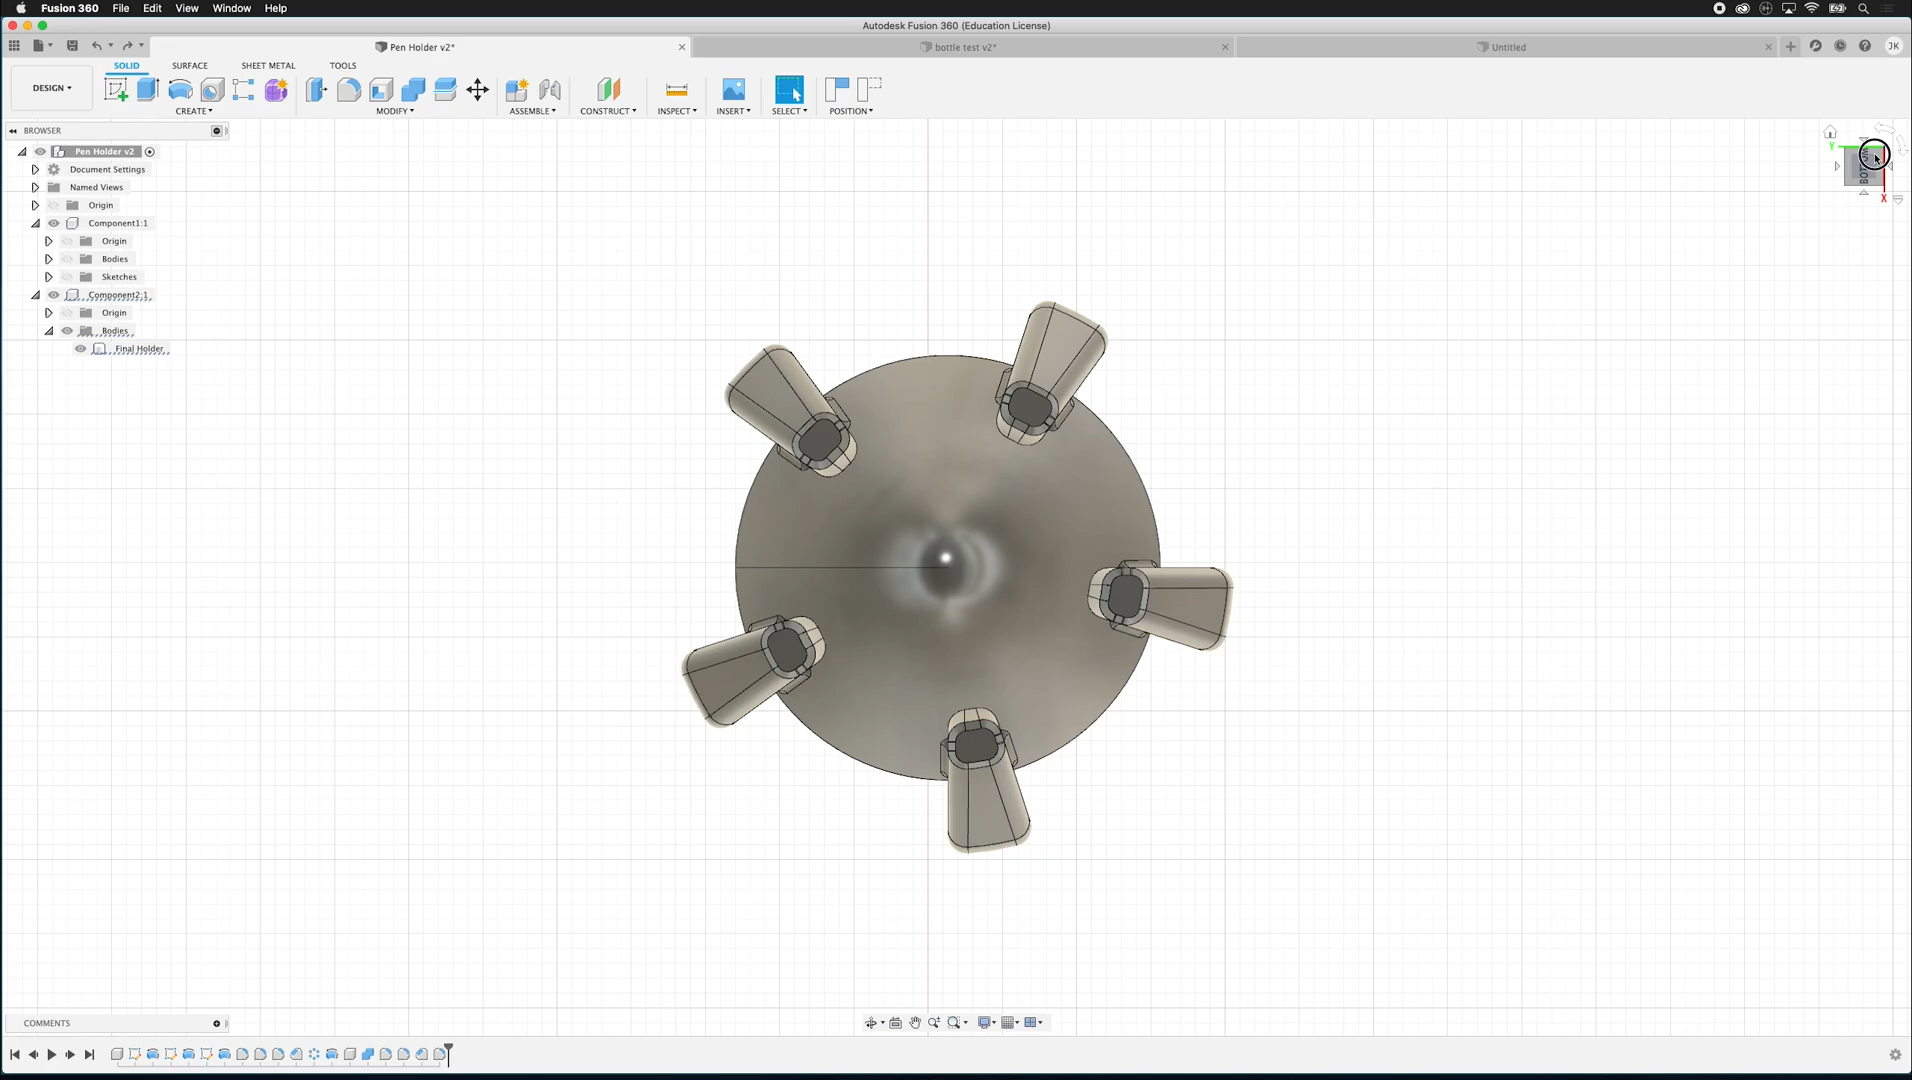 Fusion 360 File Edit View Window Help
Autodesk Fusion 360 (Education License)
Pen Holder v2*
bottle test v2*
Untitled
JK
SOLID SURFACE SHEET METAL TOOLS
DESIGN
CREATE MODIFY ASSEMBLE CONSTRUCT INSPECT INSERT SELECT POSITION
BROWSER
Pen Holder v2
Document Settings
Named Views
Origin
Component1:1
Origin
Bodies
Sketches
Component2:1
Origin
Bodies
Final Holder
Y
X
COMMENTS